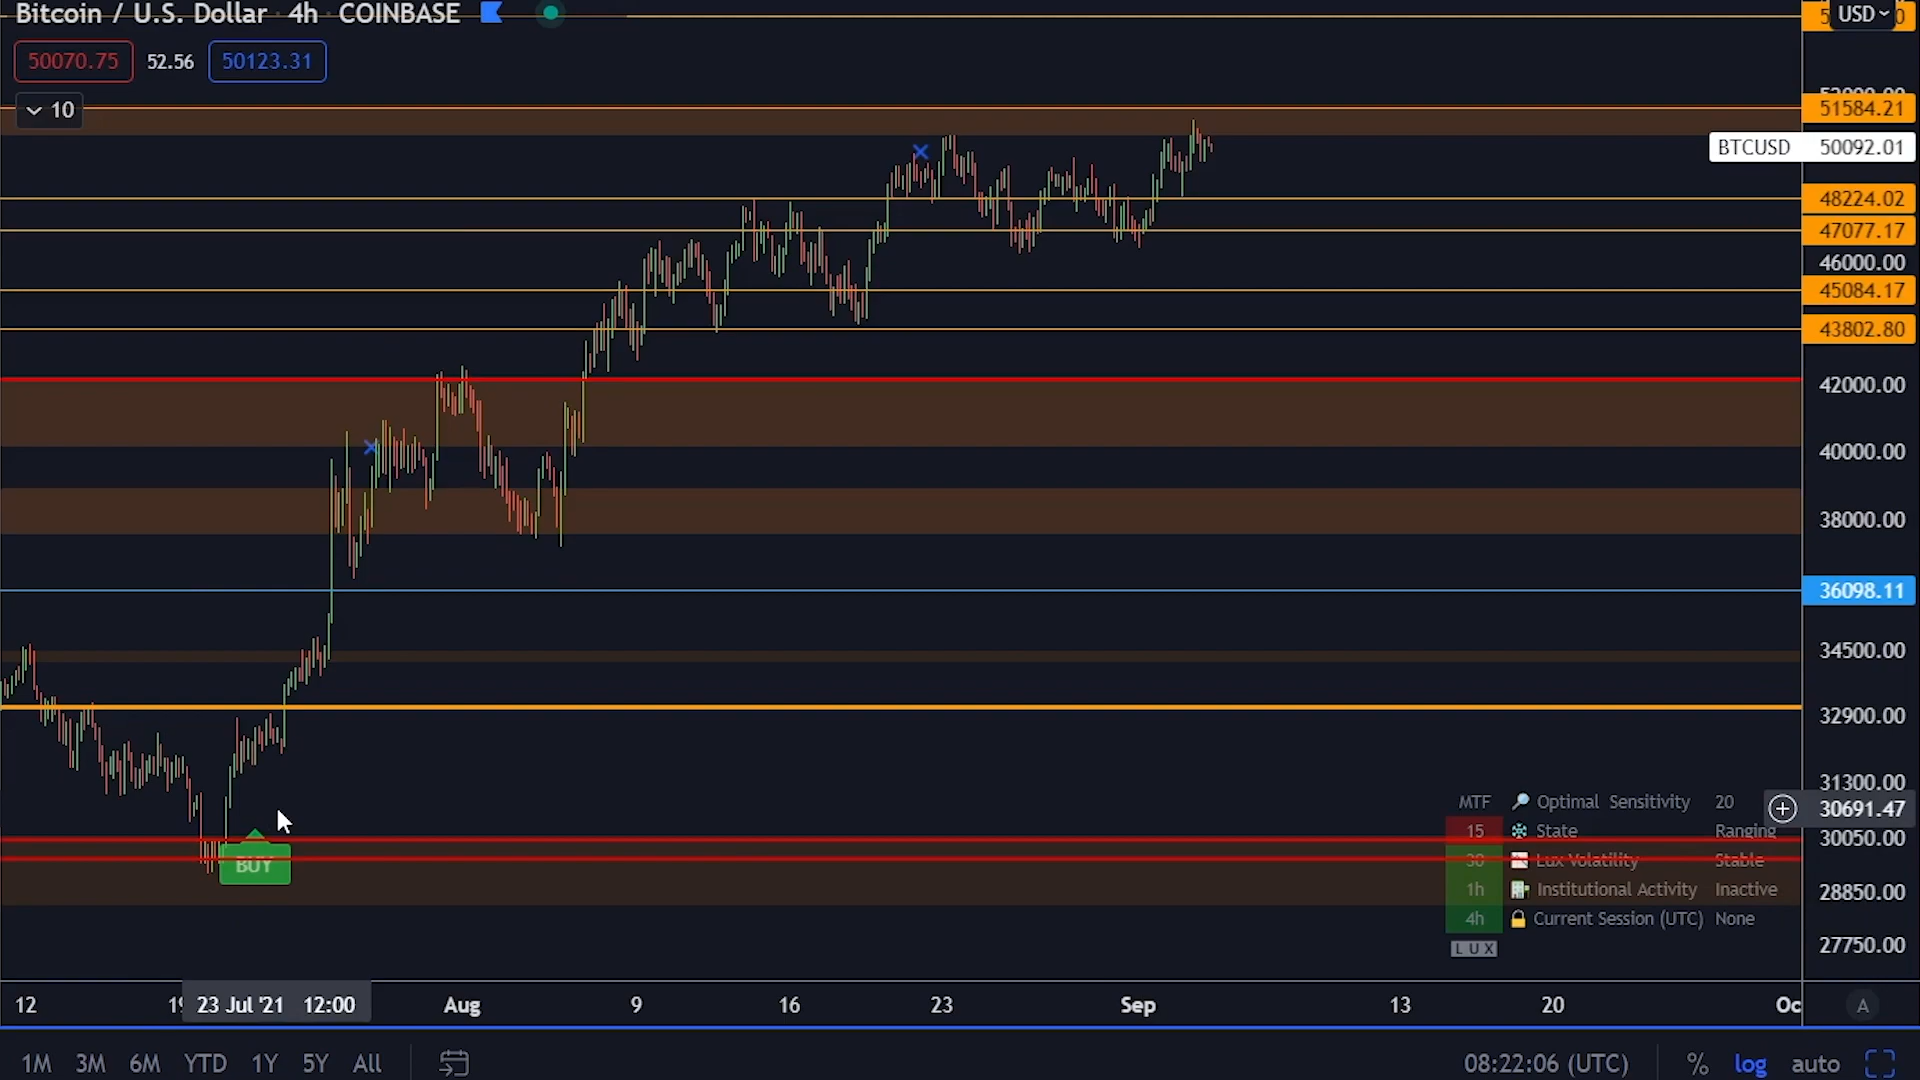 Bitcoin / U.S. Dollar · 4h · COINBASE
USD
50070.75 52.56 50123.31
10
51584.21
BTCUSD 50092.01
48224.02
47077.17
46000.00
45084.17
43802.80
42000.00
40000.00
38000.00
36098.11
34500.00
32900.00
31300.00
MTF Optimal Sensitivity 20
30691.47
15 State Ranging
30050.00
30 Lux Volatility Stable
BUY
1h Institutional Activity Inactive
28850.00
4h Current Session (UTC) None
LUX
27750.00
12 23 Jul '21 12:00 Aug 9 16 23 Sep 13 20 Oc A
1M 3M 6M YTD 1Y 5Y All 08:22:06 (UTC) % log auto